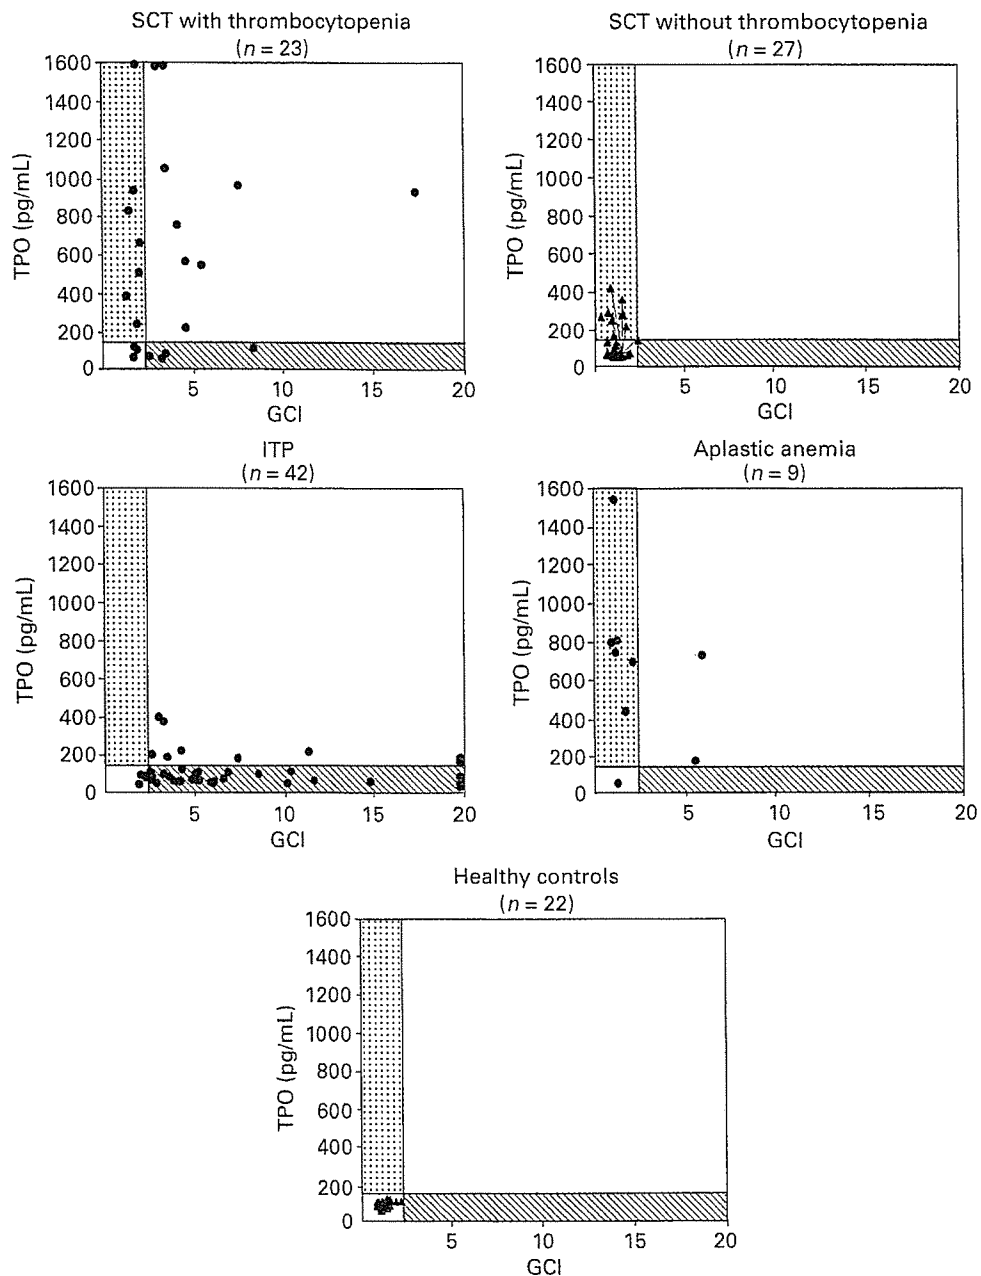 SCT with thrombocytopenia
(n = 23)
1600
1400
1200
1000
800
600
400
200
0
TPO (pg/mL)
5 10 15 20
GCI
SCT without thrombocytopenia
(n = 27)
1600
1400
1200
1000
800
600
400
200
0
TPO (pg/mL)
5 10 15 20
GCI
ITP
(n = 42)
1600
1400
1200
1000
800
600
400
200
0
TPO (pg/mL)
5 10 15 20
GCI
Aplastic anemia
(n = 9)
1600
1400
1200
1000
800
600
400
200
0
TPO (pg/mL)
5 10 15 20
GCI
Healthy controls
(n = 22)
1600
1400
1200
1000
800
600
400
200
0
TPO (pg/mL)
5 10 15 20
GCI